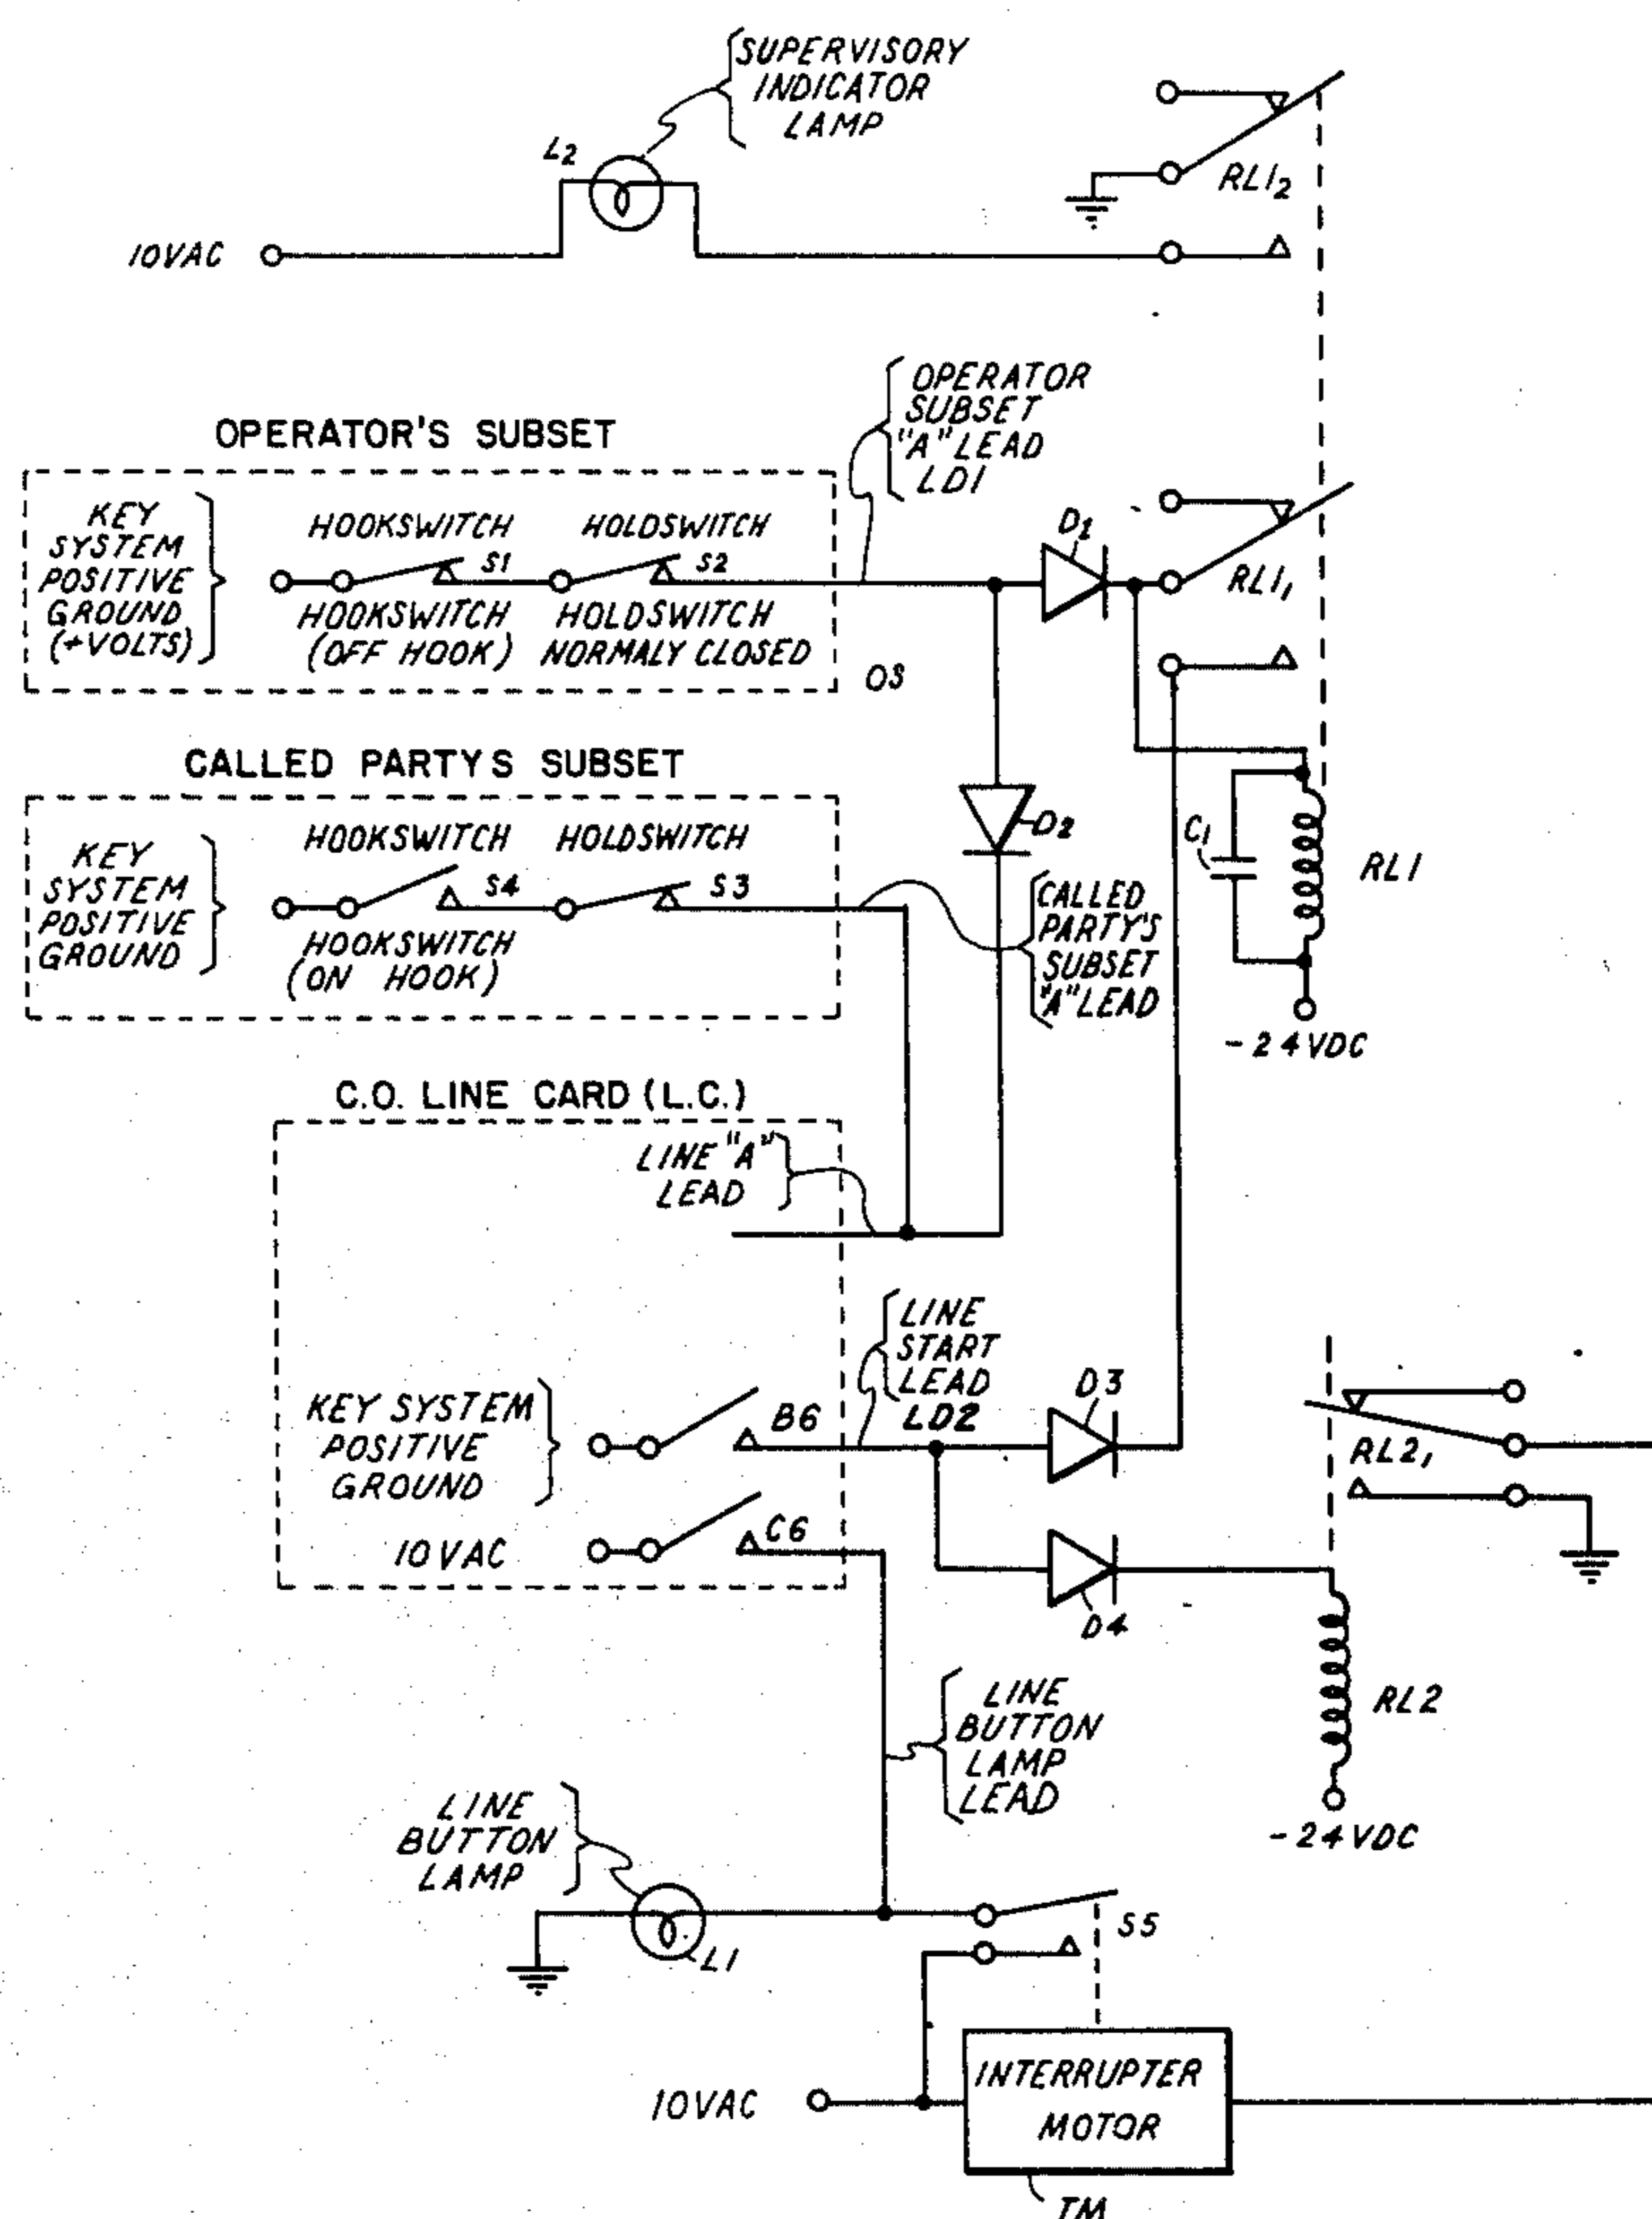 SUPERVISORY
INDICATOR
LAMP
L2
RL1₂
10VAC
OPERATOR
SUBSET
"A" LEAD
LD1
OPERATOR'S SUBSET
KEY
SYSTEM
POSITIVE
GROUND
(+VOLTS)
HOOKSWITCH
S1
HOLDSWITCH
S2
HOOKSWITCH
(OFF HOOK)
HOLDSWITCH
NORMALY CLOSED
OS
D1
RL1₁
CALLED PARTYS SUBSET
KEY
SYSTEM
POSITIVE
GROUND
HOOKSWITCH
S4
HOLDSWITCH
S3
HOOKSWITCH
(ON HOOK)
D2
C1
RL1
-24VDC
CALLED
PARTY'S
SUBSET
"A" LEAD
C.O. LINE CARD (L.C.)
LINE "A"
LEAD
LINE
START
LEAD
LD2
KEY SYSTEM
POSITIVE
GROUND
B6
10VAC
C6
D3
D4
RL2₁
RL2
-24VDC
LINE
BUTTON
LAMP
LEAD
LINE
BUTTON
LAMP
L1
S5
10VAC
INTERRUPTER
MOTOR
TM